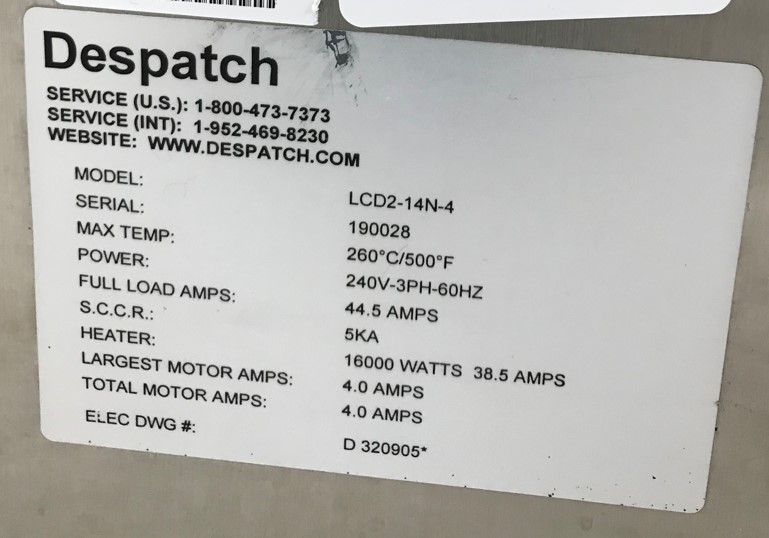 Despatch
SERVICE (U.S.): 1-800-473-7373
SERVICE (INT): 1-952-469-8230
WEBSITE: WWW.DESPATCH.COM
MODEL: LCD2-14N-4
SERIAL: 190028
MAX TEMP: 260°C/500°F
POWER: 240V-3PH-60HZ
FULL LOAD AMPS: 44.5 AMPS
S.C.C.R.: 5KA
HEATER: 16000 WATTS 38.5 AMPS
LARGEST MOTOR AMPS: 4.0 AMPS
TOTAL MOTOR AMPS: 4.0 AMPS
ELEC DWG #: D 320905*